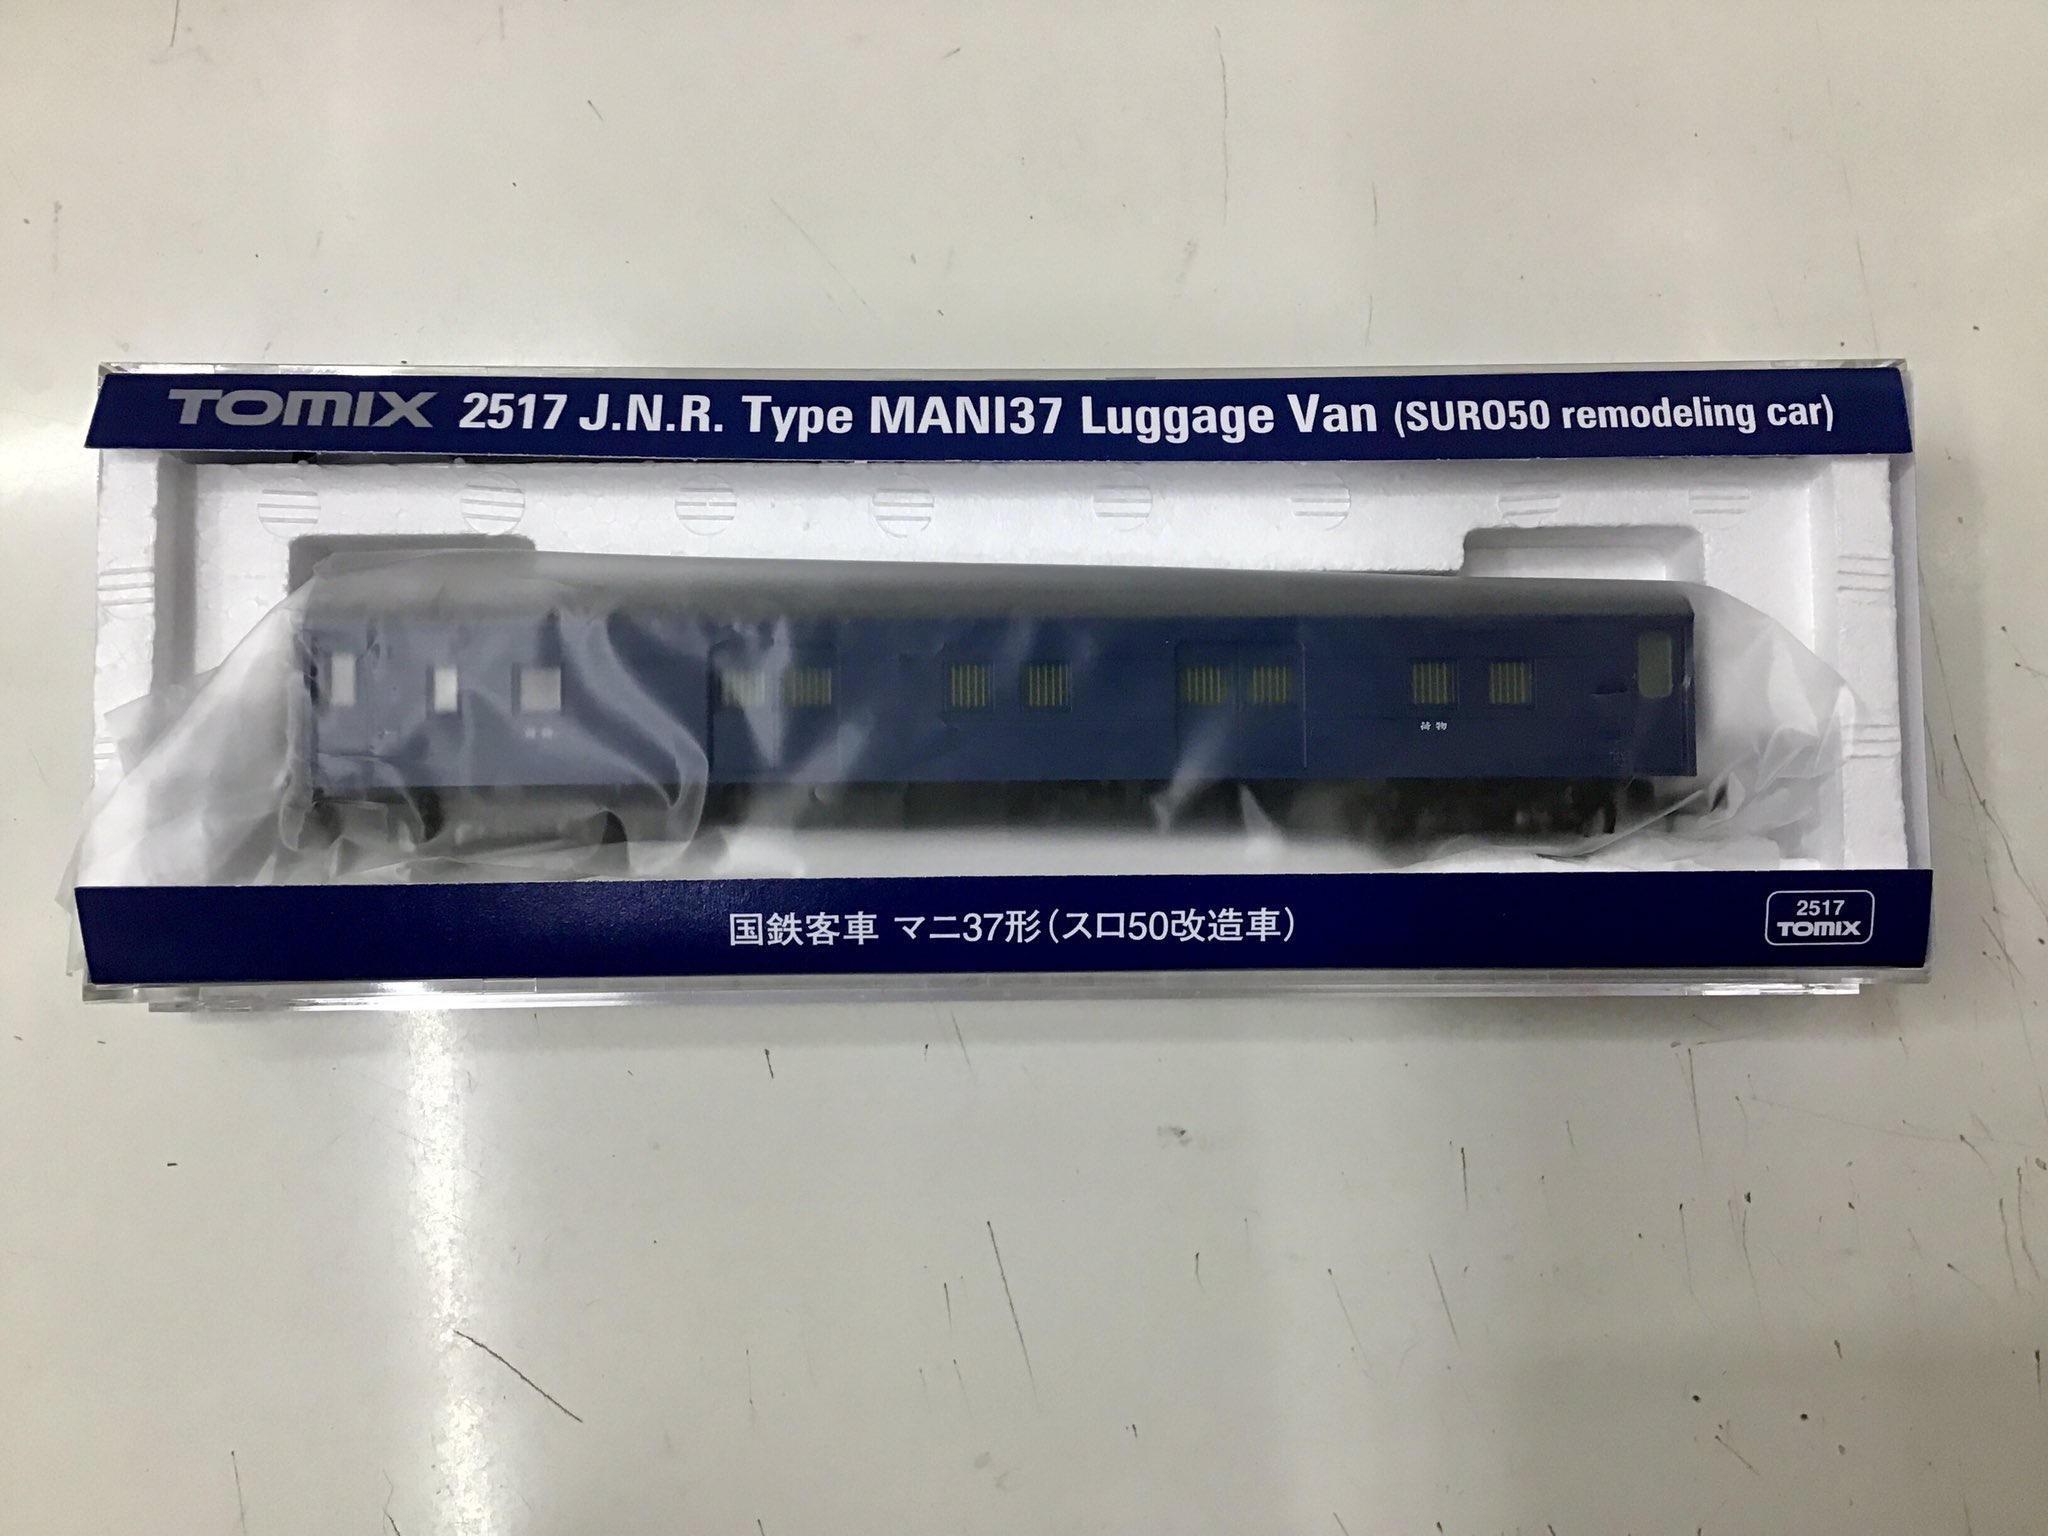 TOMIX 2517 J.N.R. Type MANI37 Luggage Van (SURO50 remodeling car)
荷物
国鉄客車 マニ37形(スロ50改造車)
2517
TOMIX